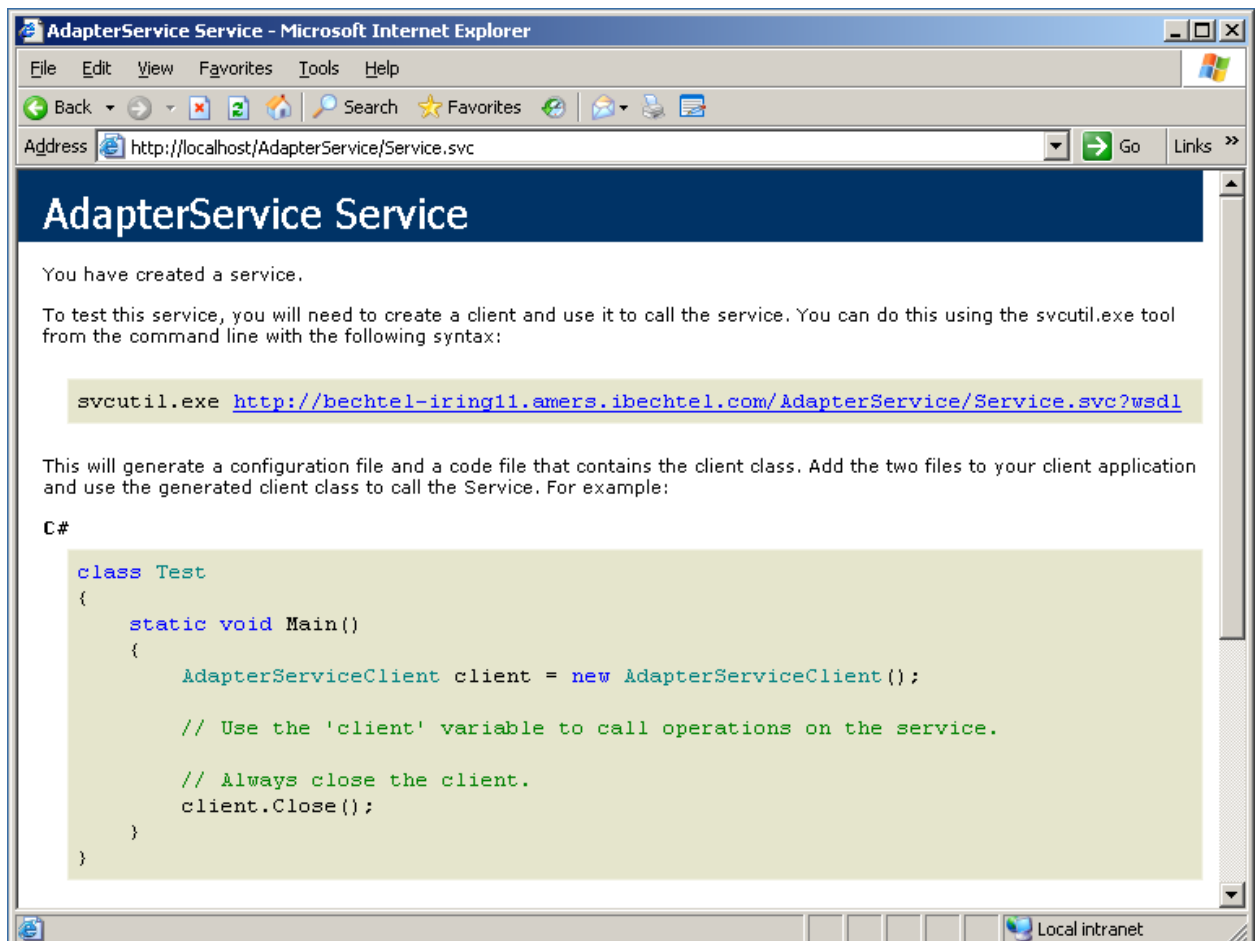 AdapterService Service - Microsoft Internet Explorer
File Edit View Favorites Tools Help
Back Search Favorites
Address http://localhost/AdapterService/Service.svc Go Links »
AdapterService Service
You have created a service.
To test this service, you will need to create a client and use it to call the service. You can do this using the svcutil.exe tool
from the command line with the following syntax:
svcutil.exe http://bechtel-iring11.amers.ibechtel.com/AdapterService/Service.svc?wsdl
This will generate a configuration file and a code file that contains the client class. Add the two files to your client application
and use the generated client class to call the Service. For example:
C#
class Test
{
static void Main()
{
AdapterServiceClient client = new AdapterServiceClient();
// Use the 'client' variable to call operations on the service.
// Always close the client.
client.Close();
}
}
Local intranet